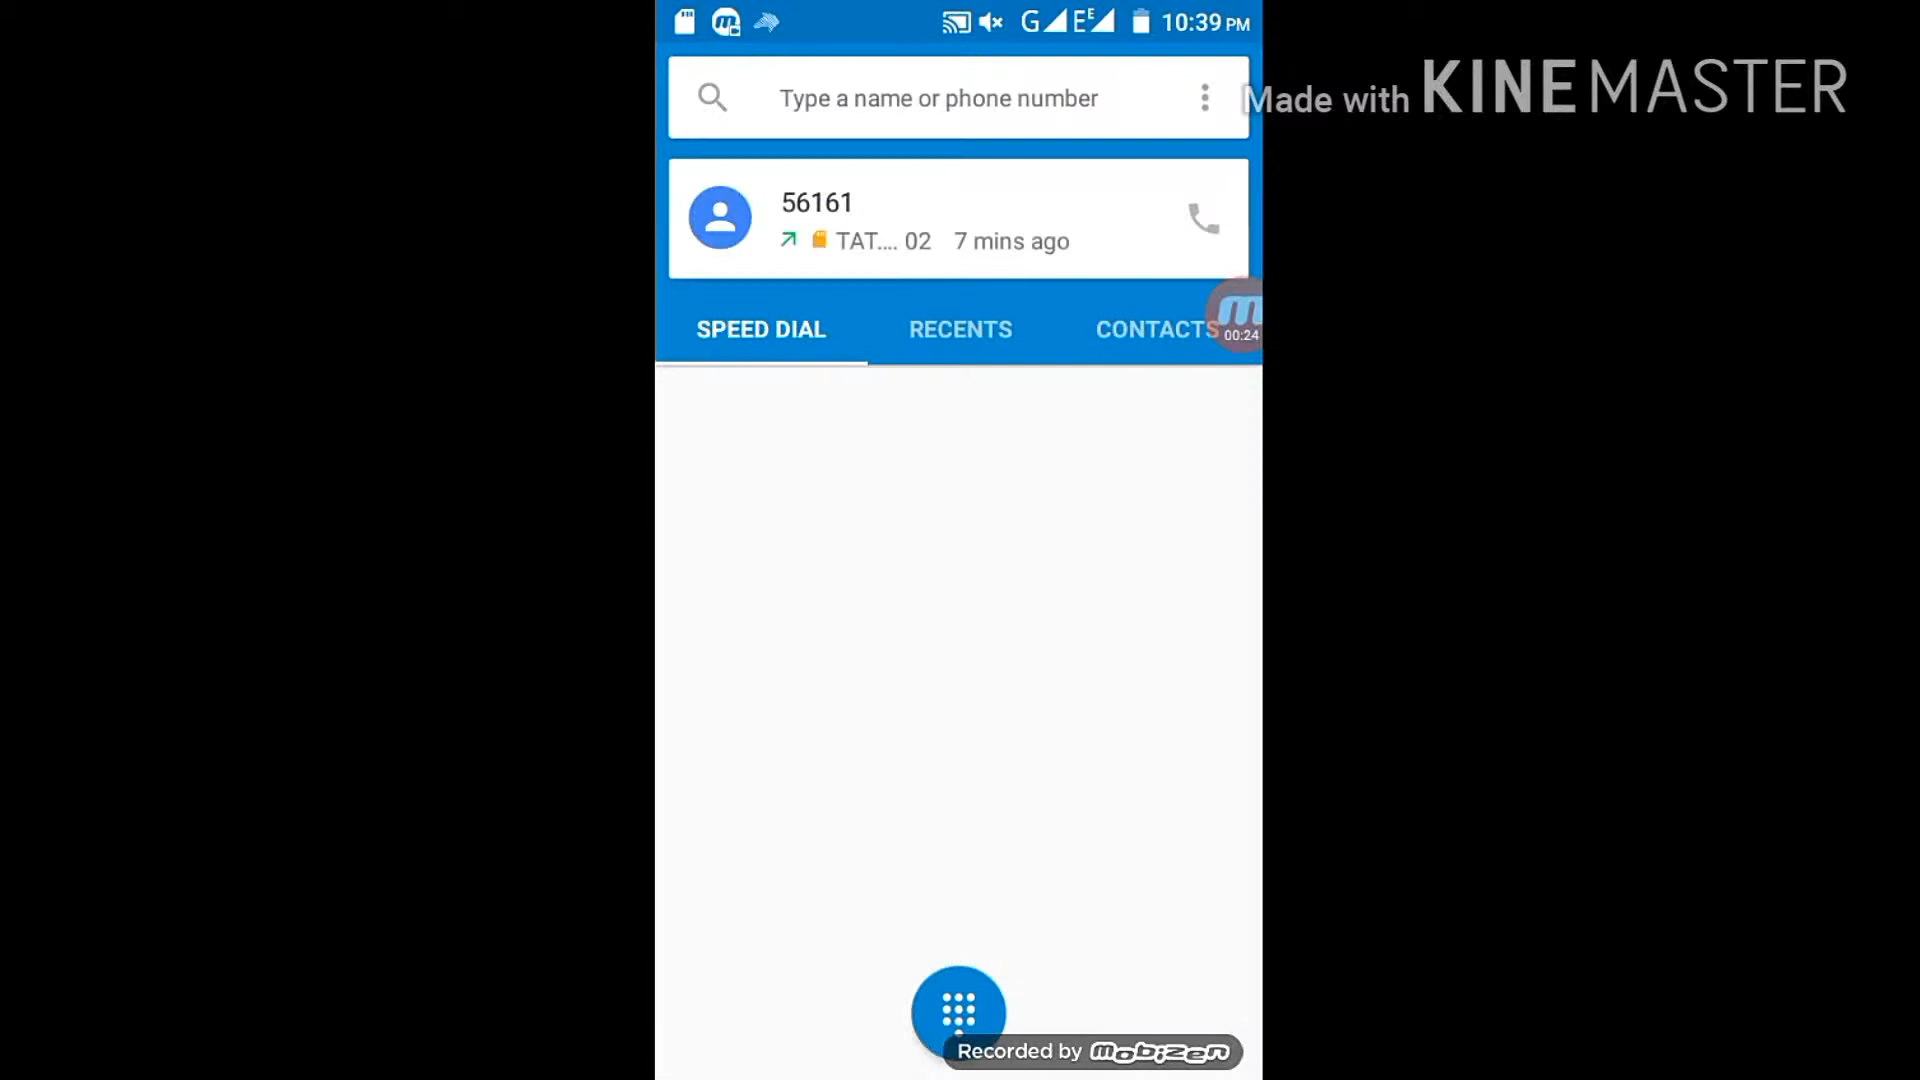 G E E 10:39 PM
Type a name or phone number
Made with KINEMASTER
56161
TAT.... 02 7 mins ago
SPEED DIAL RECENTS CONTACTS
00:24
Recorded by mobizen